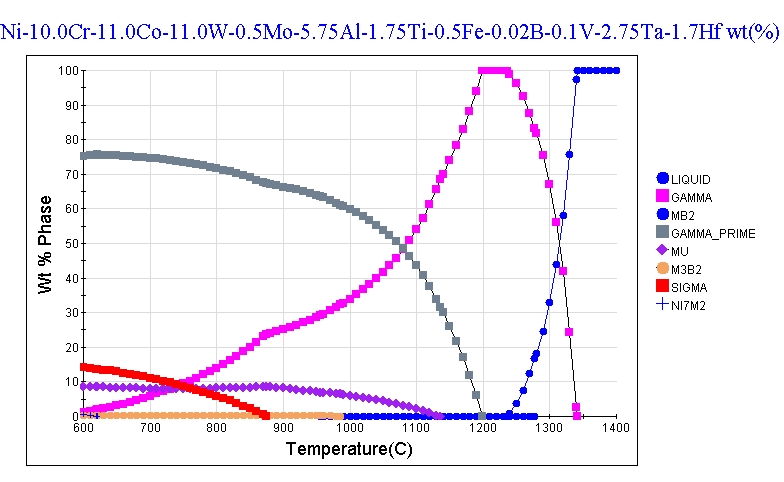 Ni-10.0Cr-11.0Co-11.0W-0.5Mo-5.75Al-1.75Ti-0.5Fe-0.02B-0.1V-2.75Ta-1.7Hf wt(%)
100
90
80
70
60
50
40
30
20
10
0
Wt % Phase
600 700 800 900 1000 1100 1200 1300 1400
Temperature(C)
LIQUID
GAMMA
MB2
GAMMA_PRIME
MU
M3B2
SIGMA
NI7M2